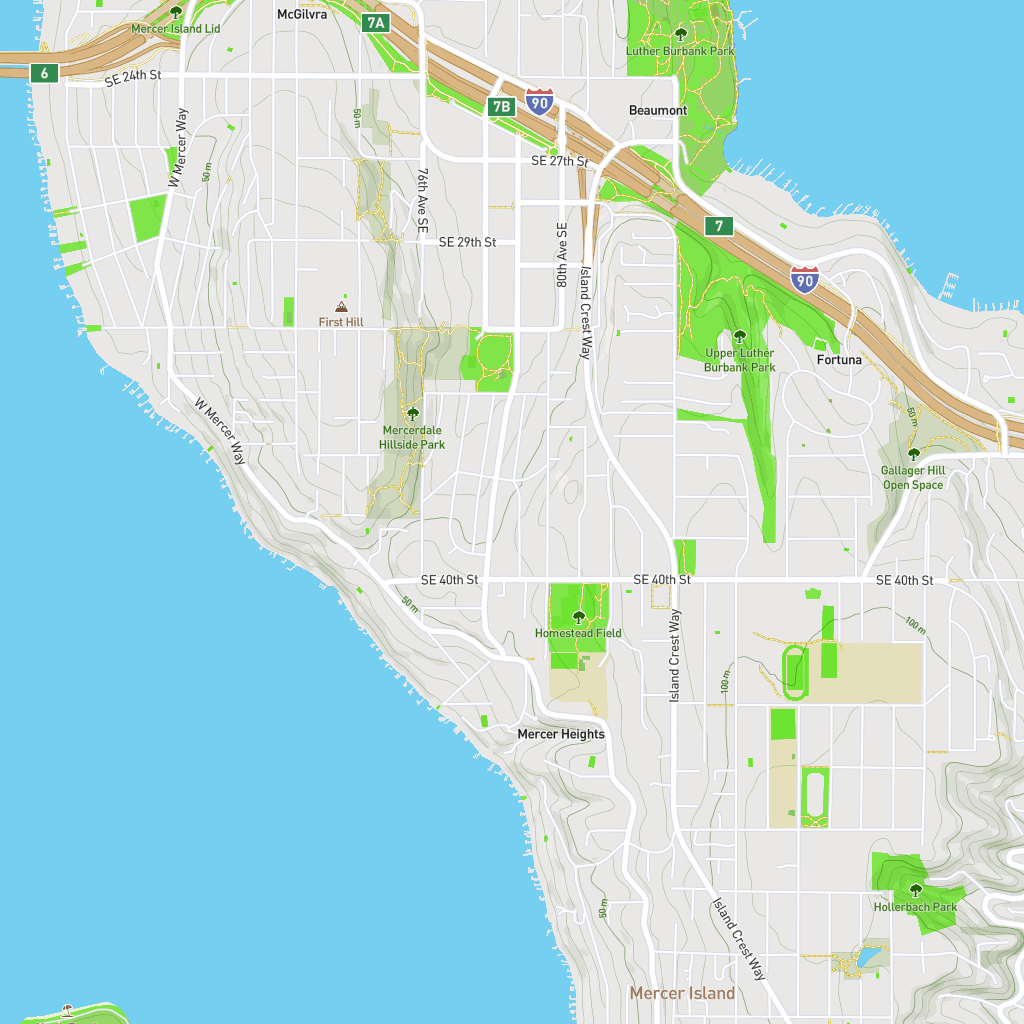 McGilvra
7A
Mercer Island Lid
Luther Burbank Park
6
SE 24th St
90
7B
Beaumont
50 m
W Mercer Way
SE 27th St
50 m
76th Ave SE
7
SE 29th St
80th Ave SE
90
Island Crest Way
First Hill
Upper Luther
Burbank Park
Fortuna
W Mercer Way
Mercerdale
Hillside Park
50 m
Gallager Hill
Open Space
SE 40th St
SE 40th St
SE 40th St
50 m
Homestead Field
100 m
Island Crest Way
100 m
Mercer Heights
Hollerbach Park
50 m
Island Crest Way
Mercer Island